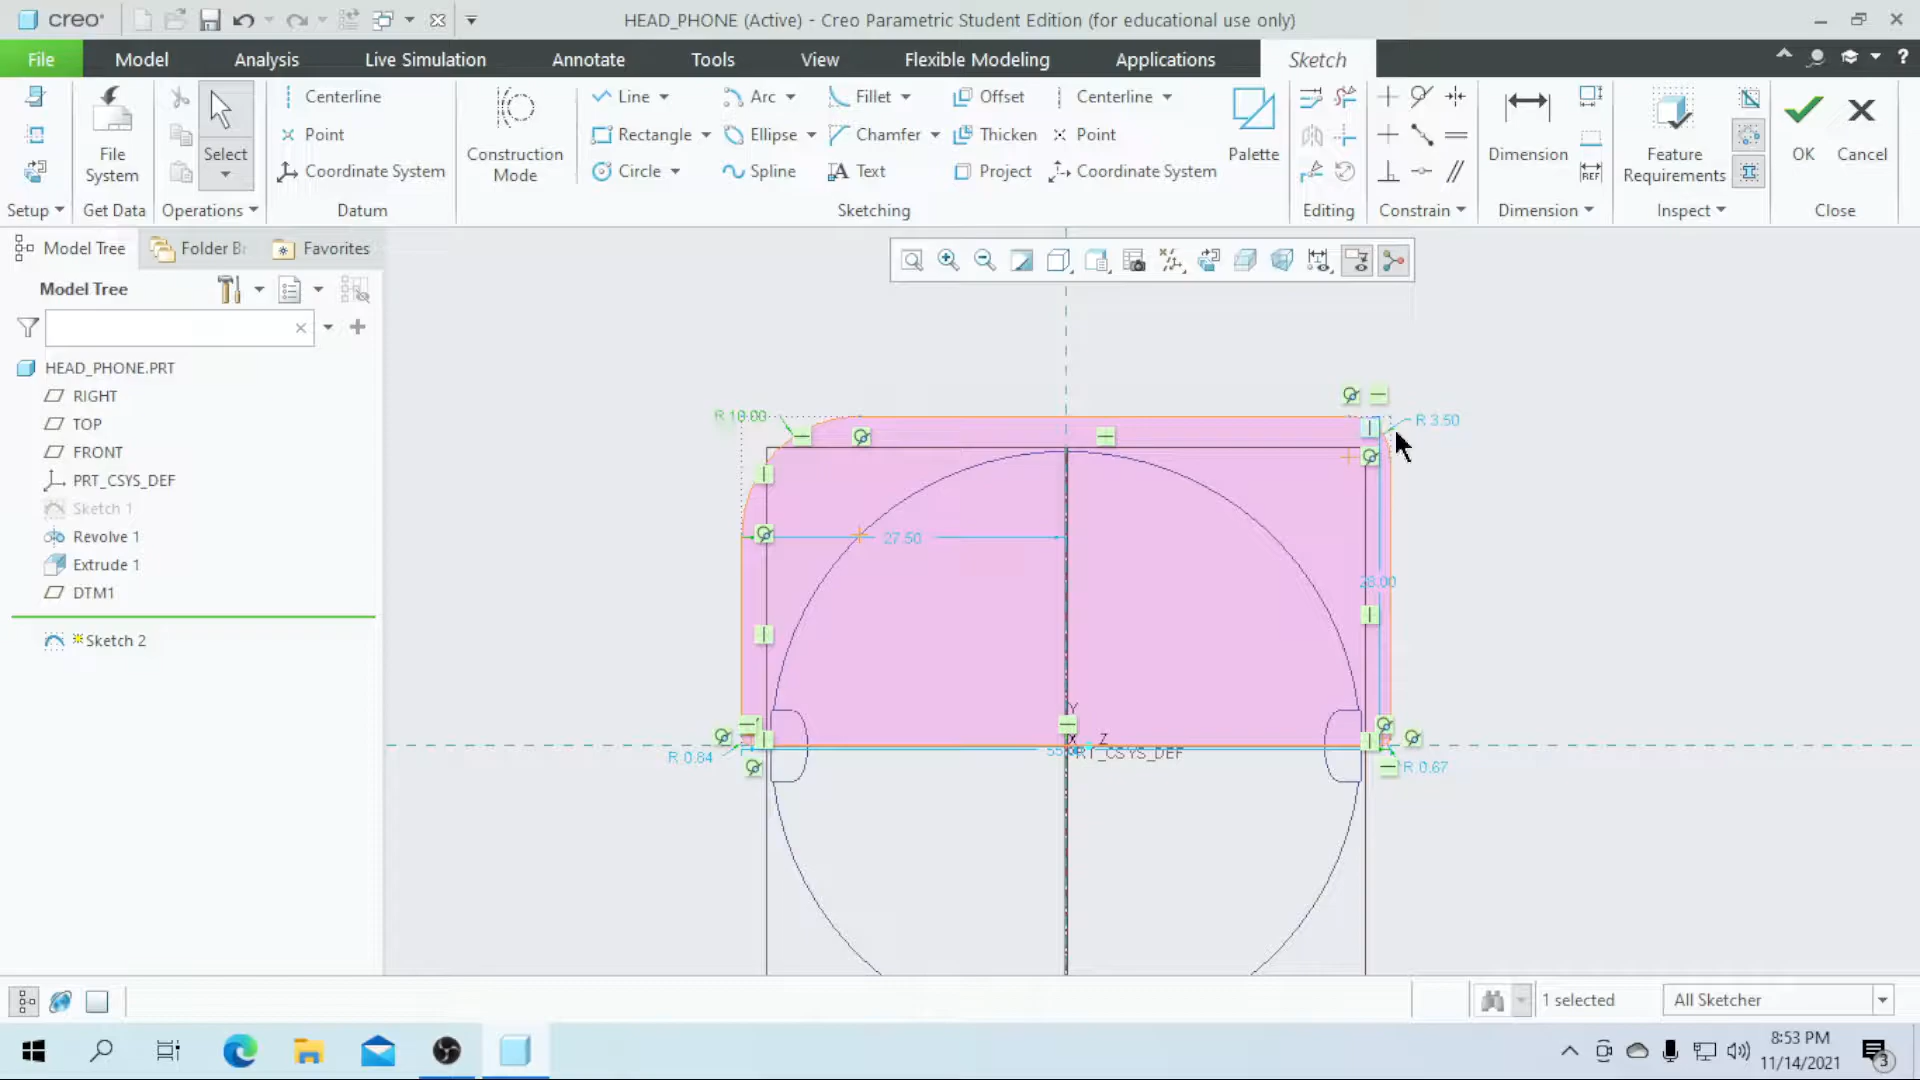 creo HEAD_PHONE (Active) - Creo Parametric Student Edition (for educational use only)
File Model Analysis Live Simulation Annotate Tools View Flexible Modeling Applications Sketch
Centerline Line Arc Fillet Offset Centerline
Point Rectangle Ellipse Chamfer Thicken Point
Coordinate System Circle Spline Text Project Coordinate System
File System Select Construction Mode Palette Dimension Feature Requirements OK Cancel
Setup Get Data Operations Datum Sketching Editing Constrain Dimension Inspect Close
Model Tree Folder Br Favorites
Model Tree
HEAD_PHONE.PRT
RIGHT
TOP
FRONT
PRT_CSYS_DEF
Sketch 1
Revolve 1
Extrude 1
DTM1
Sketch 2
R 10.00
R 3.50
27.50
28.00
Y
X Z
R 0.84
R 0.67
1 selected All Sketcher
8:53 PM
11/14/2021
3